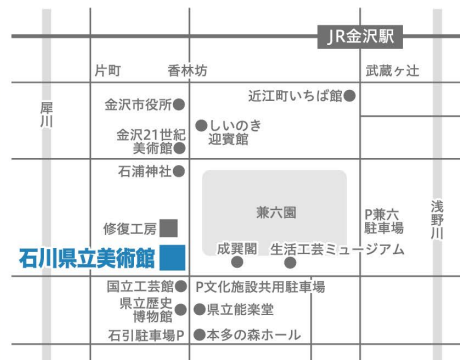 JR金沢駅
片町
香林坊
武蔵ヶ辻
近江町いちば館
金沢市役所
犀川
しいのき
迎賓館
金沢21世紀
美術館
石浦神社
兼六園
浅野川
P兼六
駐車場
修復工房
成巽閣
生活工芸ミュージアム
石川県立美術館
国立工芸館
P文化施設共用駐車場
県立歴史
博物館
県立能楽堂
石引駐車場P
本多の森ホール